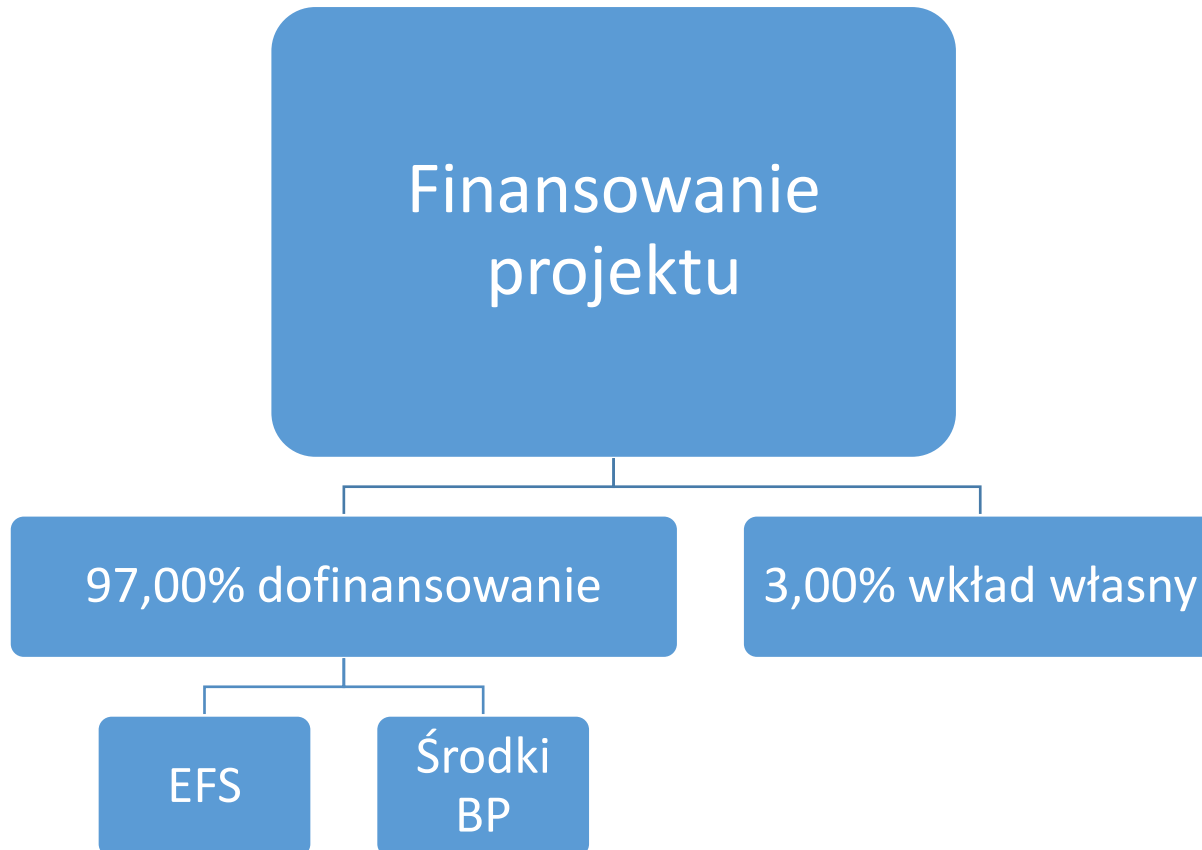 Finansowanie
projektu
97,00% dofinansowanie
3,00% wkład własny
EFS
Środki
BP